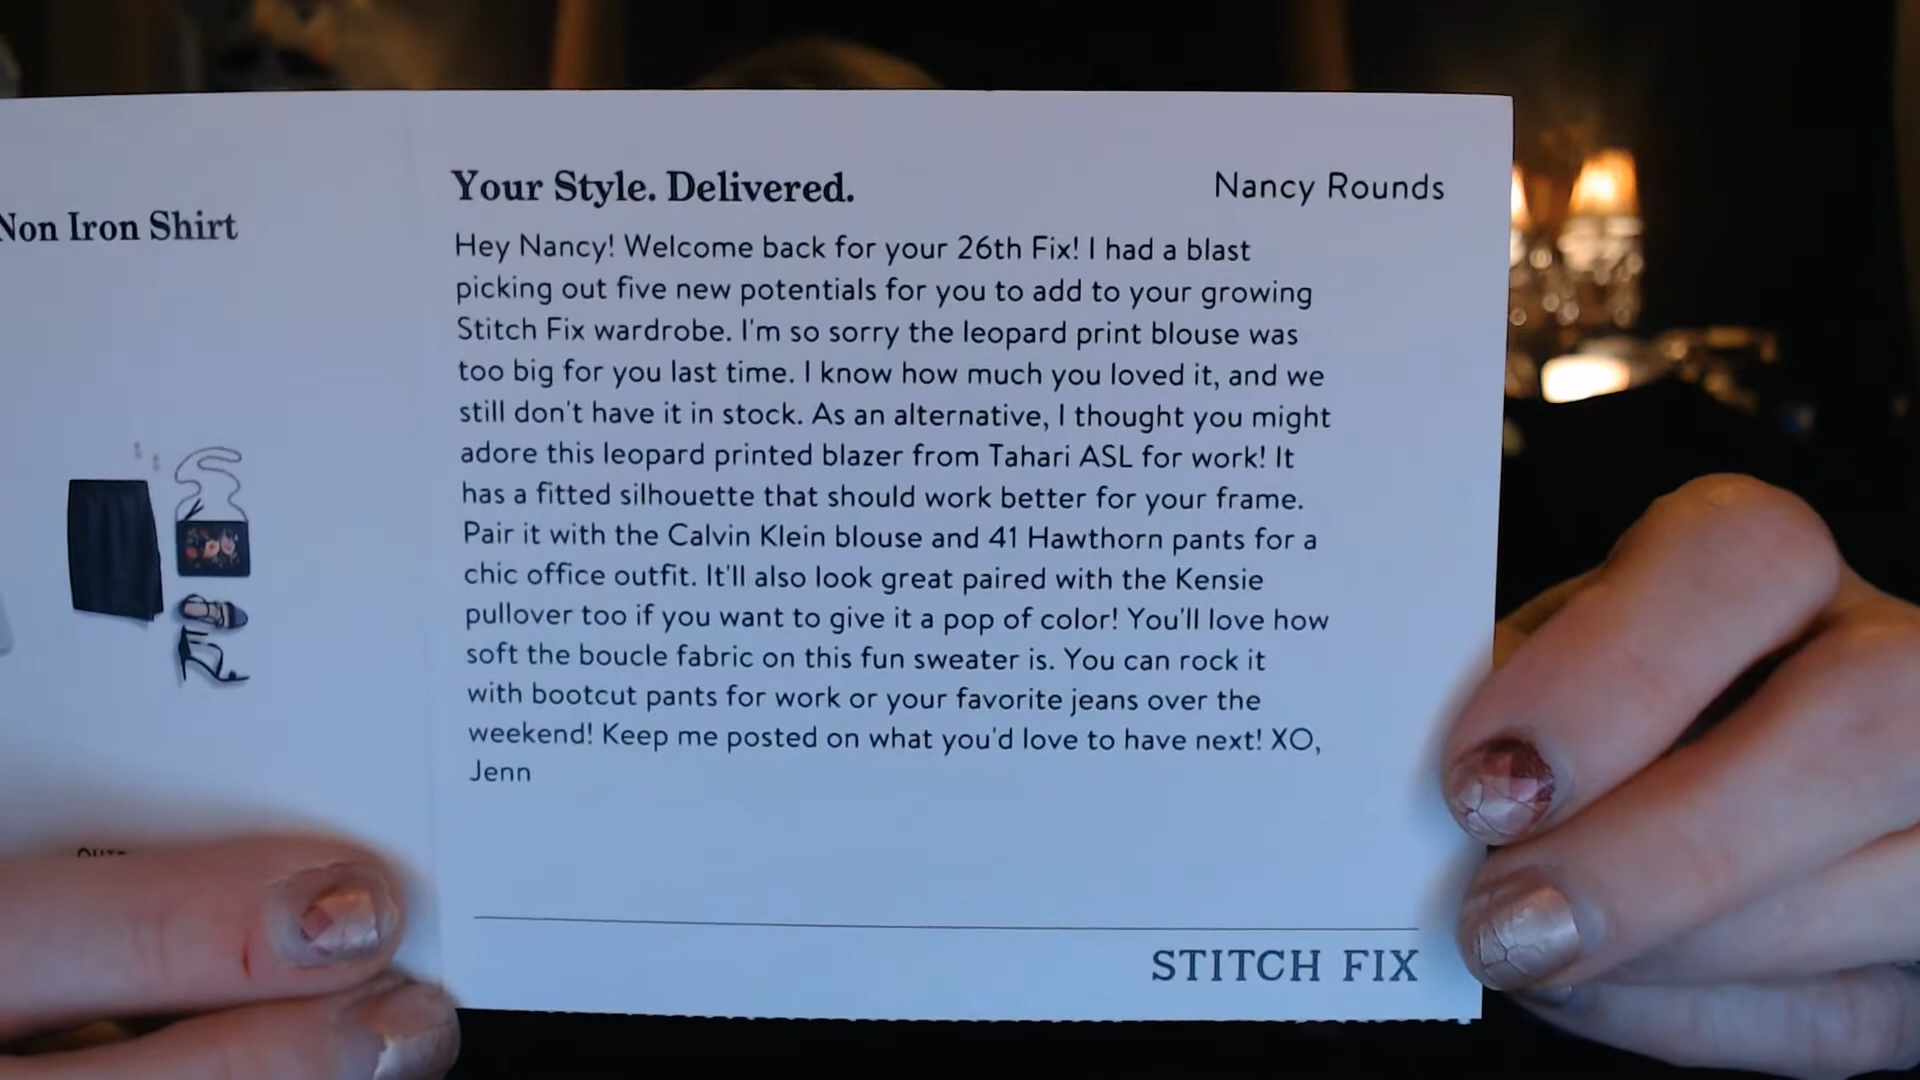 Non Iron Shirt
Your Style. Delivered.
Nancy Rounds
Hey Nancy! Welcome back for your 26th Fix! I had a blast
picking out five new potentials for you to add to your growing
Stitch Fix wardrobe. I'm so sorry the leopard print blouse was
too big for you last time. I know how much you loved it, and we
still don't have it in stock. As an alternative, I thought you might
adore this leopard printed blazer from Tahari ASL for work! It
has a fitted silhouette that should work better for your frame.
Pair it with the Calvin Klein blouse and 41 Hawthorn pants for a
chic office outfit. It'll also look great paired with the Kensie
pullover too if you want to give it a pop of color! You'll love how
soft the boucle fabric on this fun sweater is. You can rock it
with bootcut pants for work or your favorite jeans over the
weekend! Keep me posted on what you'd love to have next! XO,
Jenn
STITCH FIX